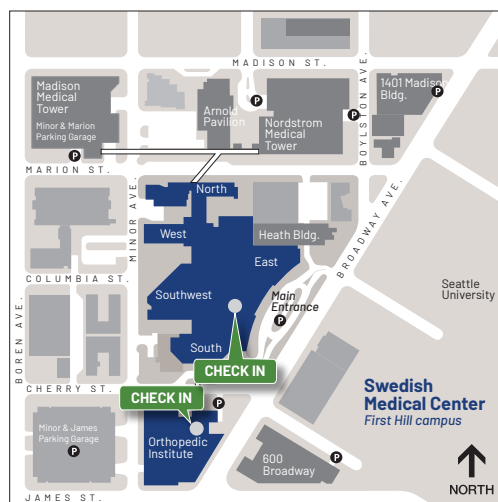 MADISON ST.
BOYLSTON AVE.
P
Madison
Medical
Tower
Minor & Marion
Parking Garage
P
Arnold
Pavilion
P
Nordstrom
Medical
Tower
P
1401 Madison
Bldg.
P
MARION ST.
MINOR AVE.
North
West
Heath Bldg.
East
BROADWAY AVE.
COLUMBIA ST.
Southwest
Main
Entrance
P
Seattle
University
BOREN AVE.
South
CHECK IN
CHERRY ST.
CHECK IN
P
Swedish
Medical Center
First Hill campus
Minor & James
Parking Garage
P
Orthopedic
Institute
600
Broadway
P
JAMES ST.
NORTH